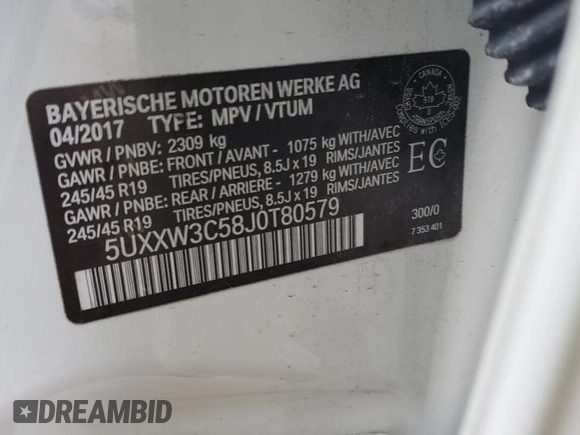 BAYERISCHE MOTOREN WERKE AG
04/2017 TYPE: MPV / VTUM
GVWR / PNBV: 2309 kg
GAWR / PNBE: FRONT / AVANT - 1075 kg WITH/AVEC
245/45 R19 TIRES/PNEUS, 8.5J x 19 RIMS/JANTES
GAWR / PNBE: REAR / ARRIERE - 1279 kg WITH/AVEC
245/45 R19 TIRES/PNEUS, 8.5J x 19 RIMS/JANTES
5UXXW3C58J0T80579
CANADA
978
EC
300/0
7 353 401
DREAMBID